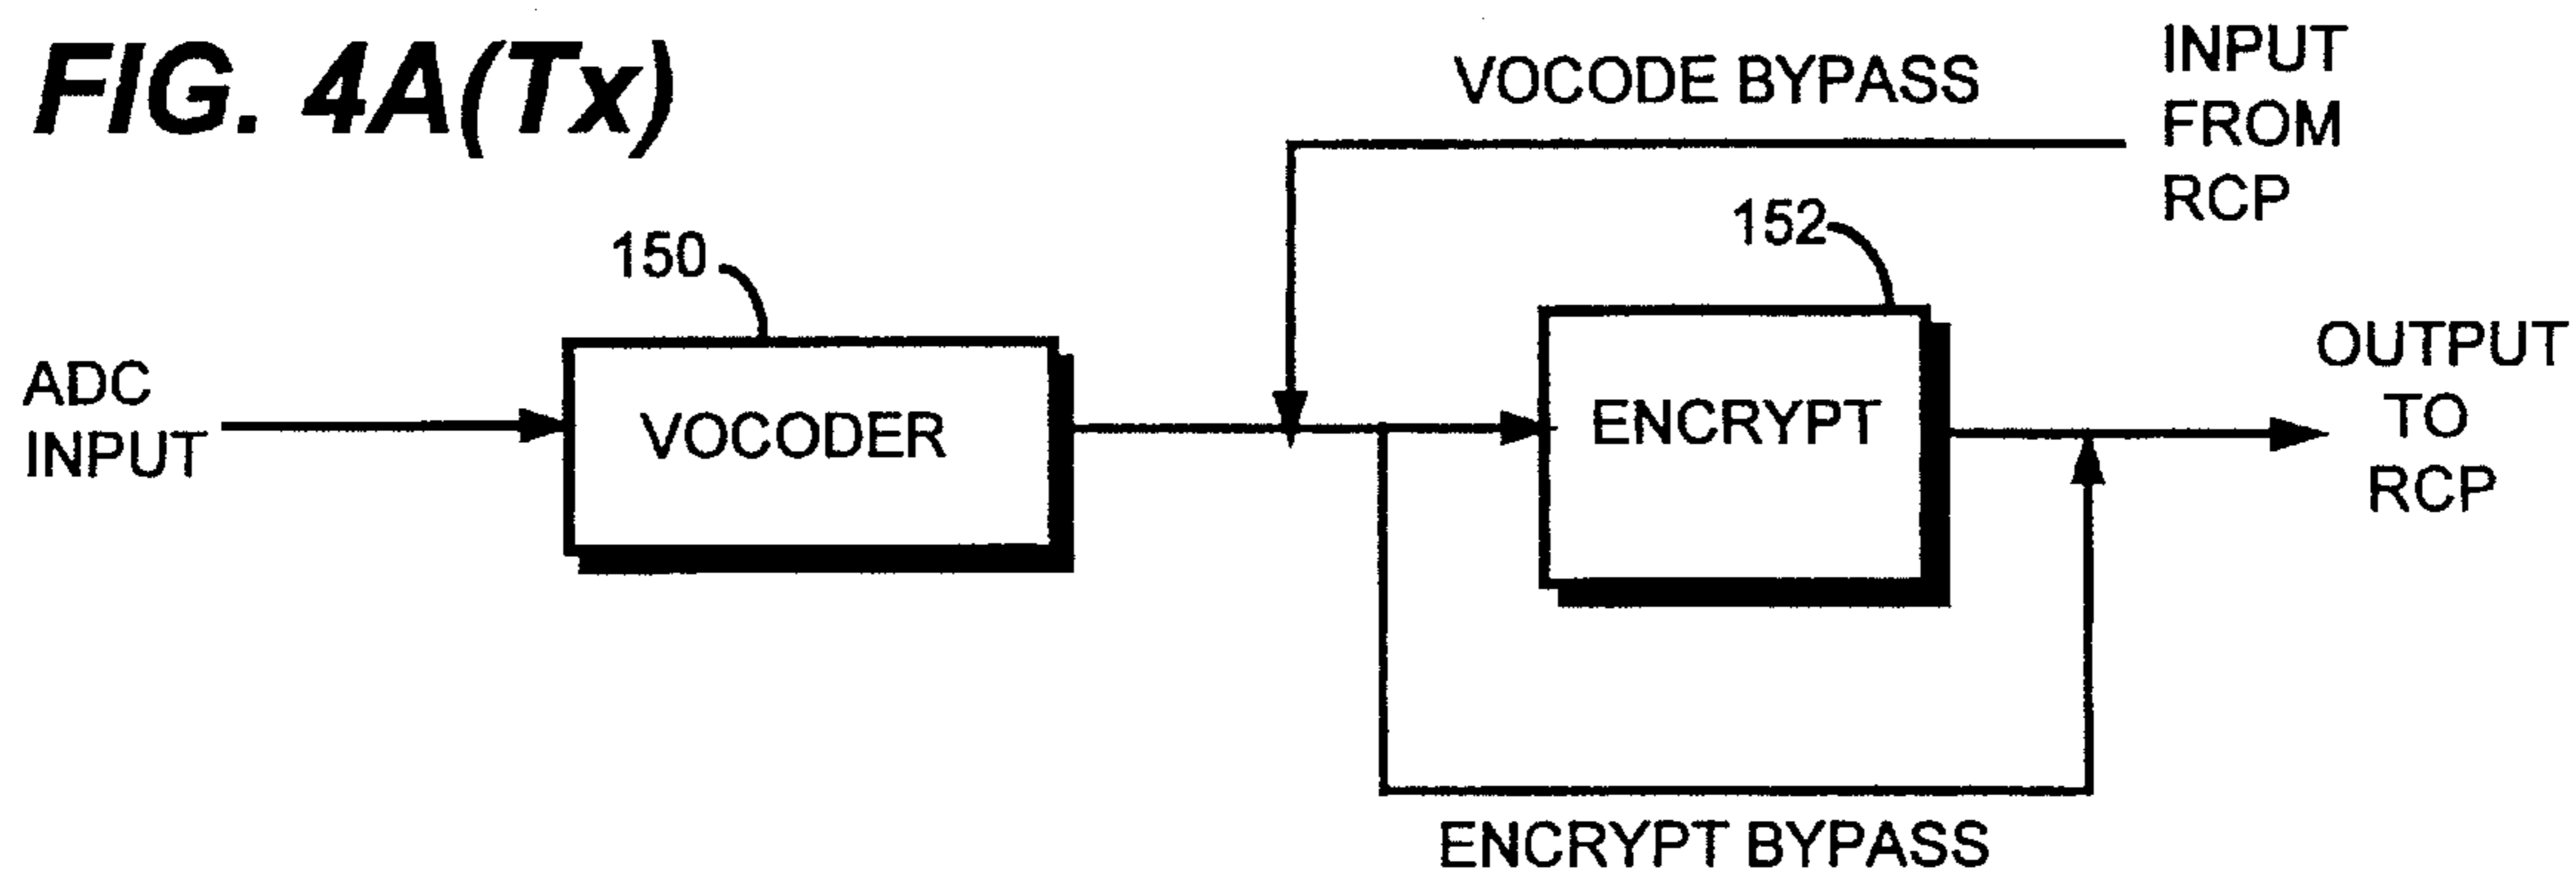 FIG. 4A(Tx)
VOCODE BYPASS
INPUT
FROM
RCP
150
152
ADC
INPUT
VOCODER
ENCRYPT
OUTPUT
TO
RCP
ENCRYPT BYPASS